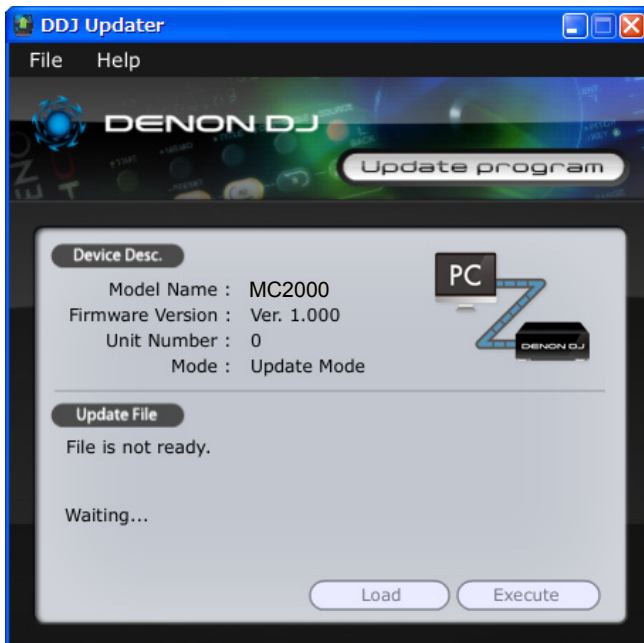 DDJ Updater
File Help
DENON DJ
Update program
Device Desc.
Model Name : MC2000
Firmware Version : Ver. 1.000
Unit Number : 0
Mode : Update Mode
PC
DENON DJ
Update File
File is not ready.
Waiting...
Load Execute